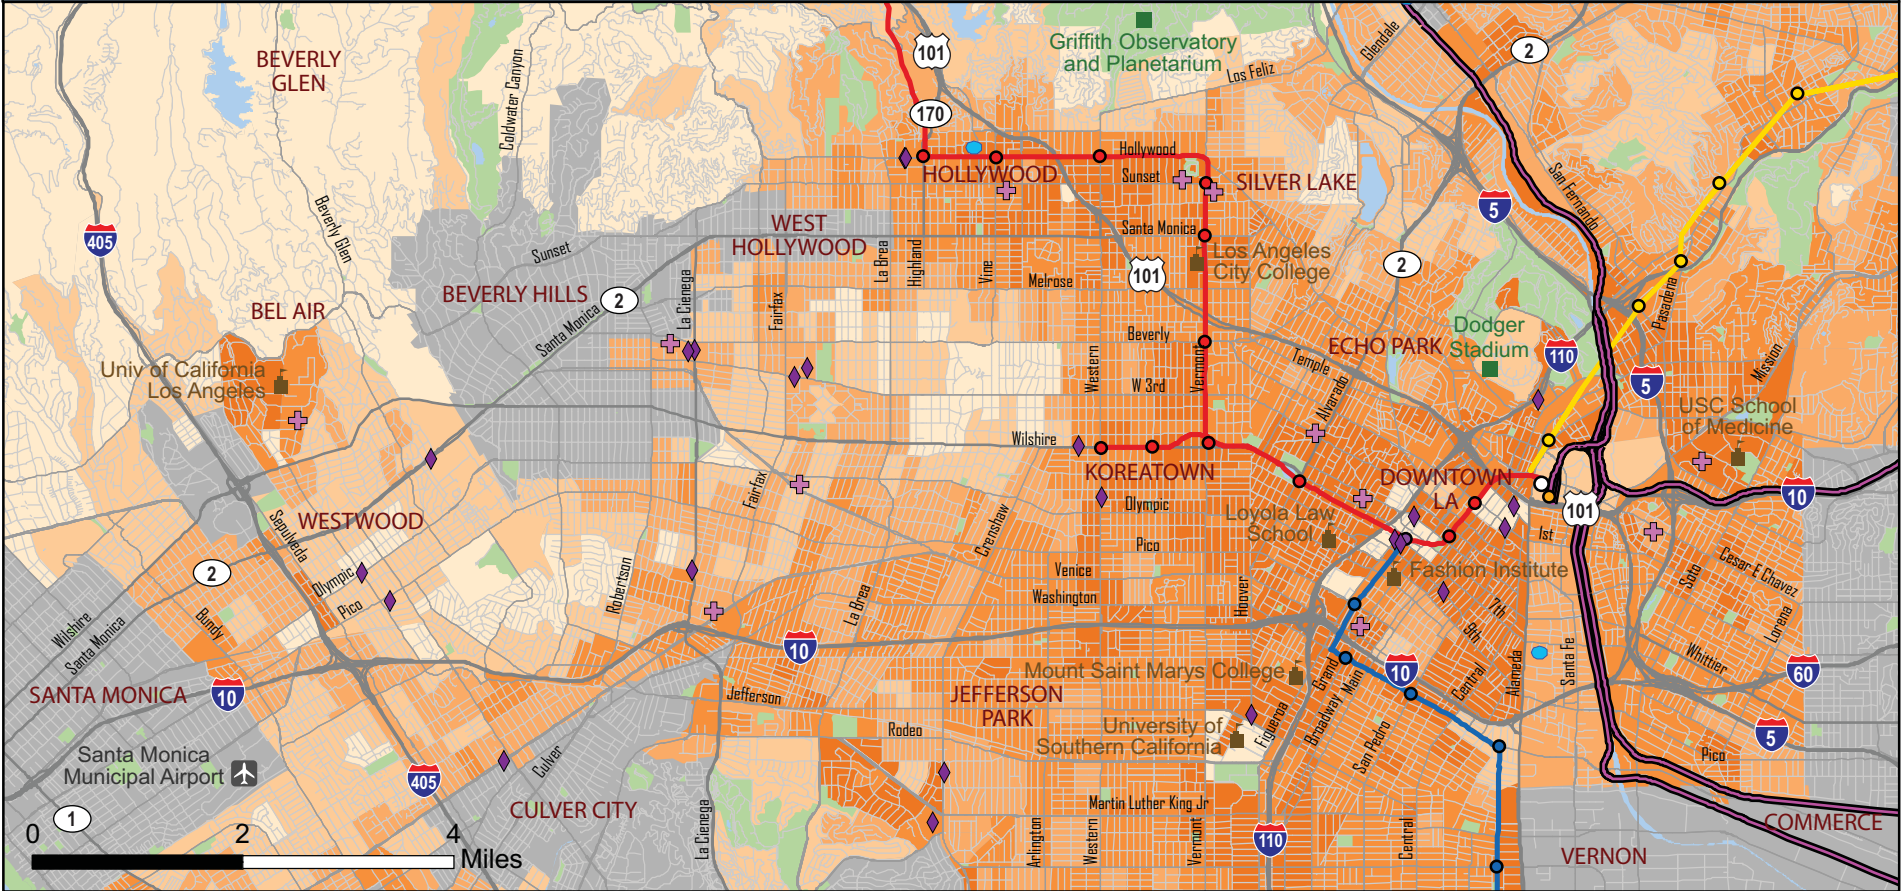 BEVERLY
GLEN
Coldwater Canyon
101
170
Griffith Observatory
and Planetarium
Los Feliz
Glendale
2
Hollywood
HOLLYWOOD
Sunset
SILVER LAKE
San Fernando
5
405
Beverly Glen
Sunset
WEST
HOLLYWOOD
La Brea
Highland
Vine
Santa Monica
Los Angeles
City College
101
2
Melrose
BEVERLY HILLS
2
La Cienega
Fairfax
Santa Monica
BEL AIR
Pasadena
Beverly
ECHO PARK
Dodger
Stadium
110
5
Mission
Temple
Western
W 3rd
Vermont
Alvarado
Univ of California
Los Angeles
USC School
of Medicine
Wilshire
KOREATOWN
DOWNTOWN
LA
Fairfax
Olympic
Crenshaw
Loyola Law
School
10
101
1st
WESTWOOD
Sepulveda
Pico
Venice
Washington
Hoover
Fashion Institute
Soto
Cesar E Chavez
2
Olympic
Pico
Robertson
La Brea
7th
9th
Lorena
Wilshire
Santa Monica
Bundy
10
Mount Saint Marys College
Grand
Main
10
Central
Alameda
Santa Fe
Whittier
60
SANTA MONICA
10
Jefferson
JEFFERSON
PARK
Rodeo
University of
Southern California
Figueroa
Broadway
San Pedro
5
Pico
Santa Monica
Municipal Airport
405
Culver
CULVER CITY
La Cienega
Martin Luther King Jr
Arlington
Western
Vermont
110
Central
COMMERCE
VERNON
1
0 2 4
Miles